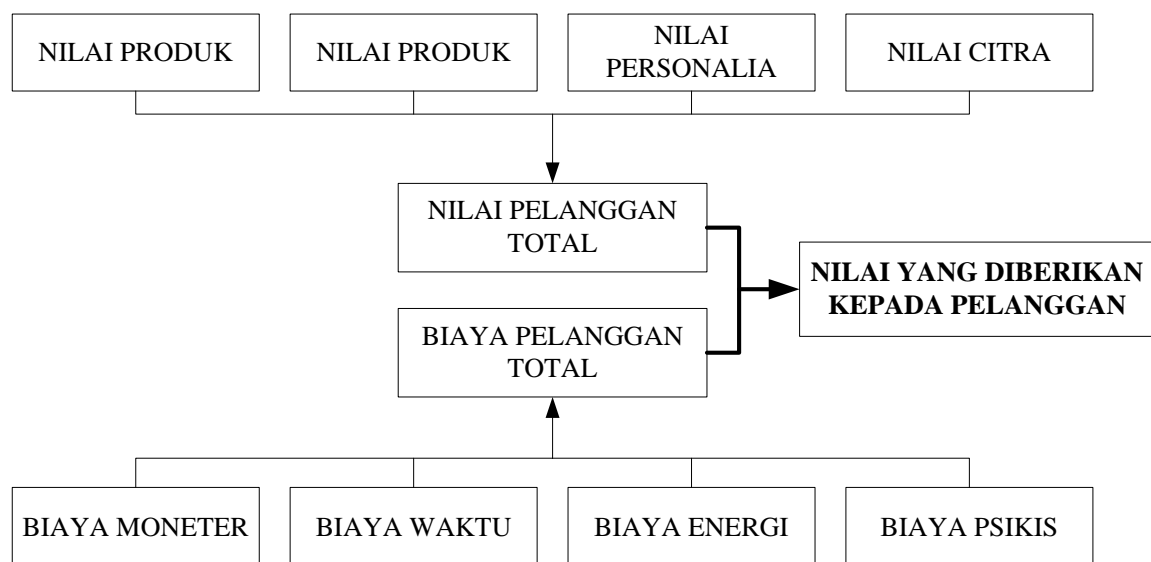 NILAI PRODUK
NILAI PRODUK
NILAI
PERSONALIA
NILAI CITRA
NILAI PELANGGAN
TOTAL
NILAI YANG DIBERIKAN
KEPADA PELANGGAN
BIAYA PELANGGAN
TOTAL
BIAYA MONETER
BIAYA WAKTU
BIAYA ENERGI
BIAYA PSIKIS